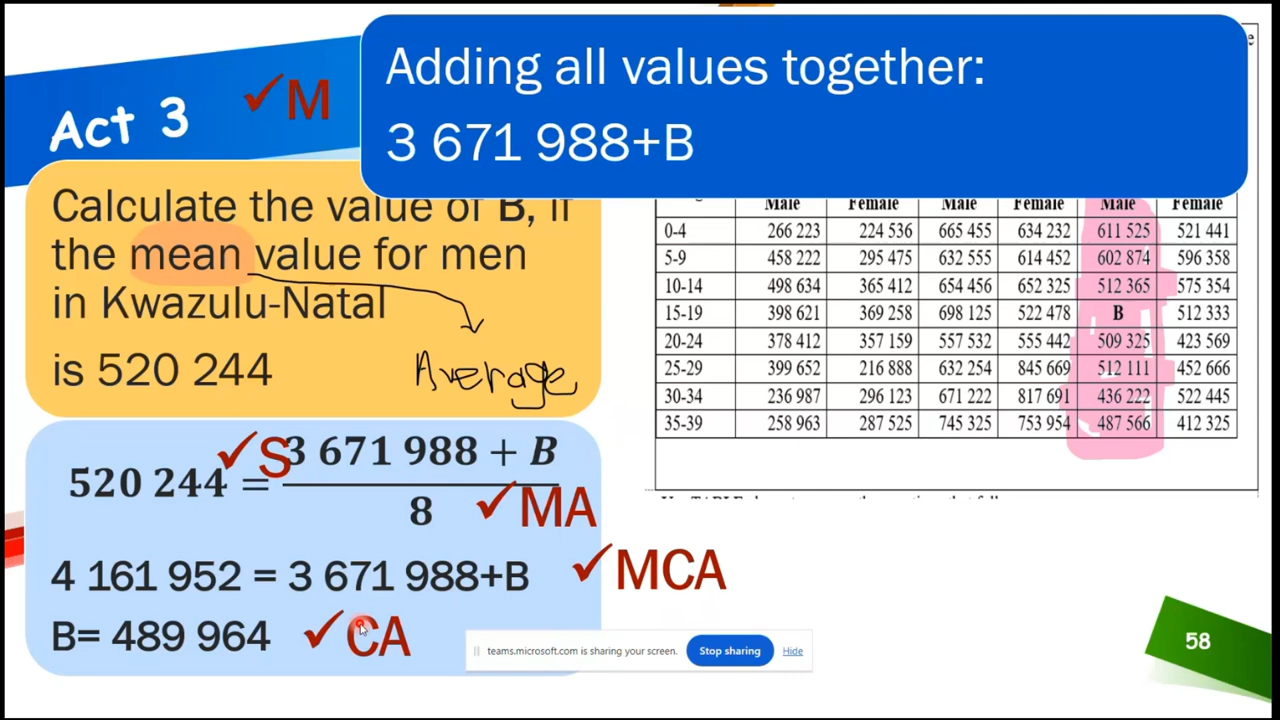 Adding all values together:
3 671 988+B
Act 3
✓M
Calculate the value of B, if
the mean value for men
in Kwazulu-Natal
is 520 244
Average
520 244 = 3 671 988 + B
8
✓S
✓MA
4 161 952 = 3 671 988+B
✓MCA
B= 489 964
✓CA
Male Female Male Female Male Female
0-4 266 223 224 536 665 455 634 232 611 525 521 441
5-9 458 222 295 475 632 555 614 452 602 874 596 358
10-14 498 634 365 412 654 456 652 325 512 365 575 354
15-19 398 621 369 258 698 125 522 478 B 512 333
20-24 378 412 357 159 557 532 555 442 509 325 423 569
25-29 399 652 216 888 632 254 845 669 512 111 452 666
30-34 236 987 296 123 671 222 817 691 436 222 522 445
35-39 258 963 287 525 745 325 753 954 487 566 412 325
teams.microsoft.com is sharing your screen. Stop sharing Hide
58